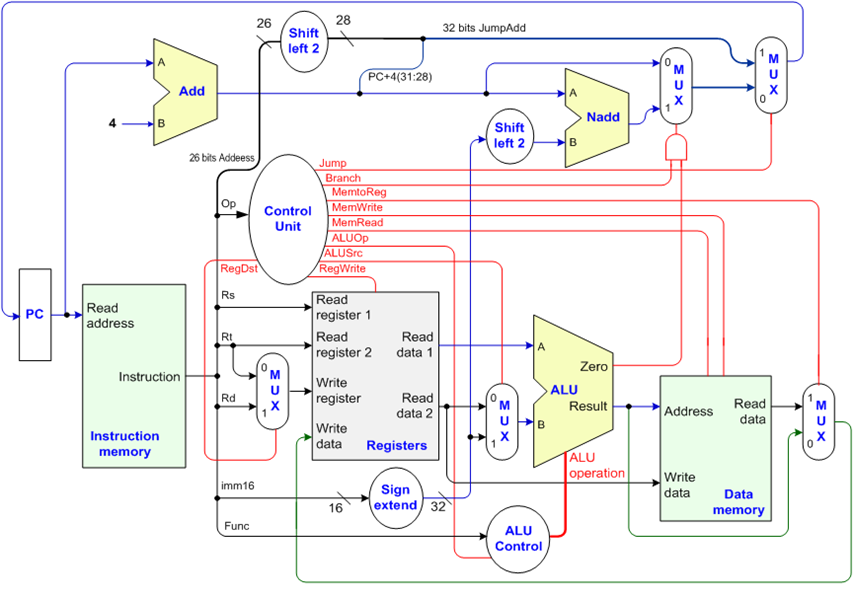 26
28
Shift
left 2
32 bits JumpAdd
PC+4(31:28)
A
Add
B
4
0
M
U
X
1
1
M
U
X
0
A
Nadd
B
Shift
left 2
26 bits Addeess
Op
Control
Unit
Jump
Branch
MemtoReg
MemWrite
MemRead
ALUOp
ALUSrc
RegWrite
RegDst
PC
Read
address
Instruction
Instruction
memory
Rs
Rt
Rd
0
M
U
X
1
Read
register 1
Read
register 2
Write
register
Write
data
Read
data 1
Read
data 2
Registers
0
M
U
X
1
A
ALU
B
Zero
Result
ALU
operation
Address
Read
data
Write
data
Data
memory
1
M
U
X
0
imm16
16
Sign
extend
32
Func
ALU
Control